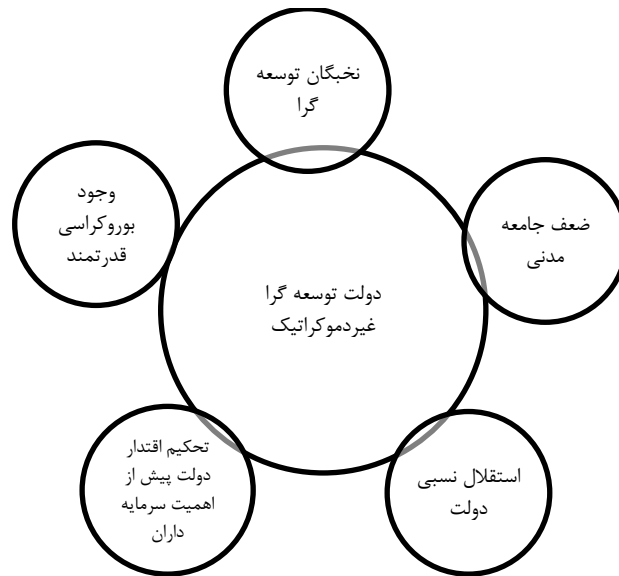 نخبگان توسعه
گرا
وجود
بوروکراسی
قدرتمند
ضعف جامعه
مدنی
دولت توسعه گرا
غیردموکراتیک
تحکیم اقتدار
دولت پیش از
اهمیت سرمایه
داران
استقلال نسبی
دولت